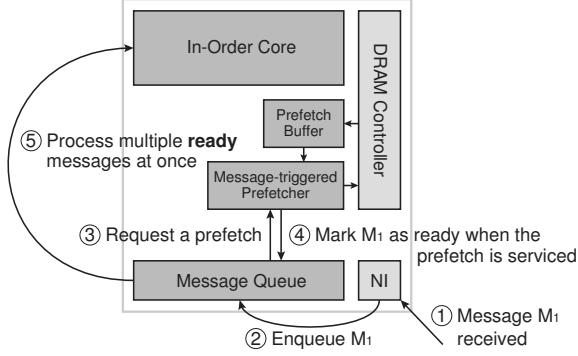 In-Order Core
DRAM Controller
Prefetch
Buffer
⑤ Process multiple ready
messages at once
Message-triggered
Prefetcher
③ Request a prefetch
④ Mark M₁ as ready when the
prefetch is serviced
Message Queue
NI
① Message M₁
received
② Enqueue M₁